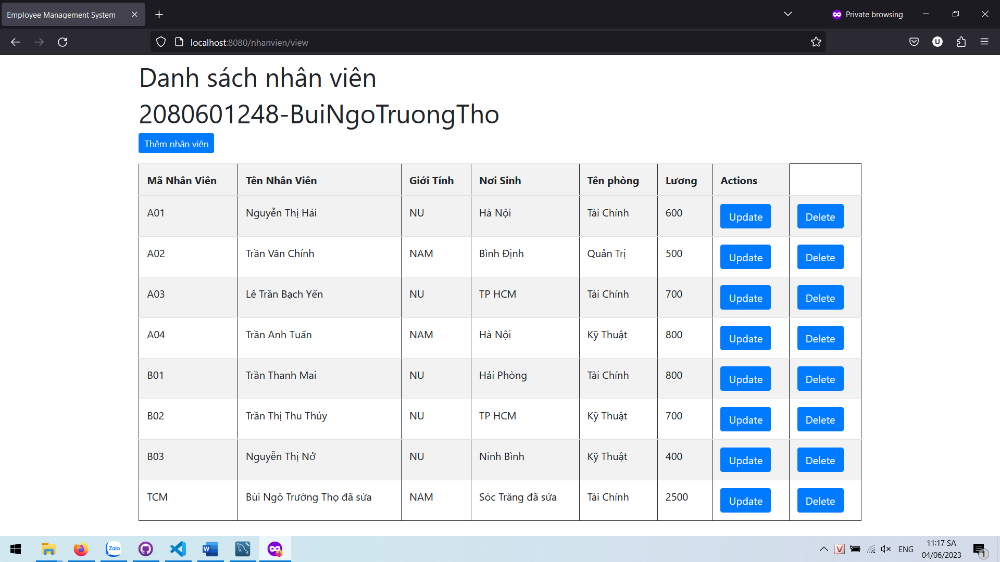 Employee Management System
Private browsing
localhost:8080/nhanvien/view
Danh sách nhân viên
2080601248-BuiNgoTruongTho
Thêm nhân viên
Mã Nhân Viên Tên Nhân Viên Giới Tính Nơi Sinh Tên phòng Lương Actions
A01 Nguyễn Thị Hải NU Hà Nội Tài Chính 600 Update Delete
A02 Trần Văn Chính NAM Bình Định Quản Trị 500 Update Delete
A03 Lê Trần Bạch Yến NU TP HCM Tài Chính 700 Update Delete
A04 Trần Anh Tuấn NAM Hà Nội Kỹ Thuật 800 Update Delete
B01 Trần Thanh Mai NU Hải Phòng Tài Chính 800 Update Delete
B02 Trần Thị Thu Thủy NU TP HCM Kỹ Thuật 700 Update Delete
B03 Nguyễn Thị Nở NU Ninh Bình Kỹ Thuật 400 Update Delete
TCM Bùi Ngô Trường Thọ đã sửa NAM Sóc Trăng đã sửa Tài Chính 2500 Update Delete
Zalo
W
V
ENG
11:17 SA
04/06/2023
1